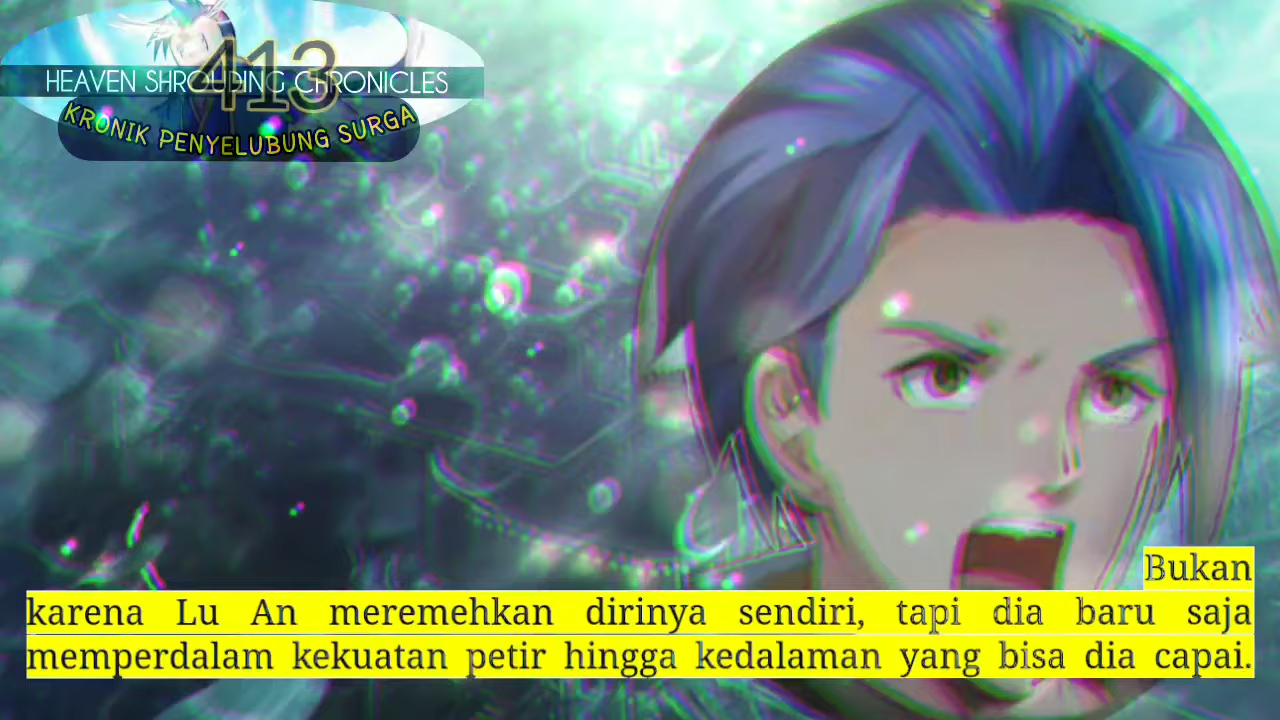 413
HEAVEN SHROUDING CHRONICLES
KRONIK PENYELUBUNG SURGA
Bukan
karena Lu An meremehkan dirinya sendiri, tapi dia baru saja
memperdalam kekuatan petir hingga kedalaman yang bisa dia capai.